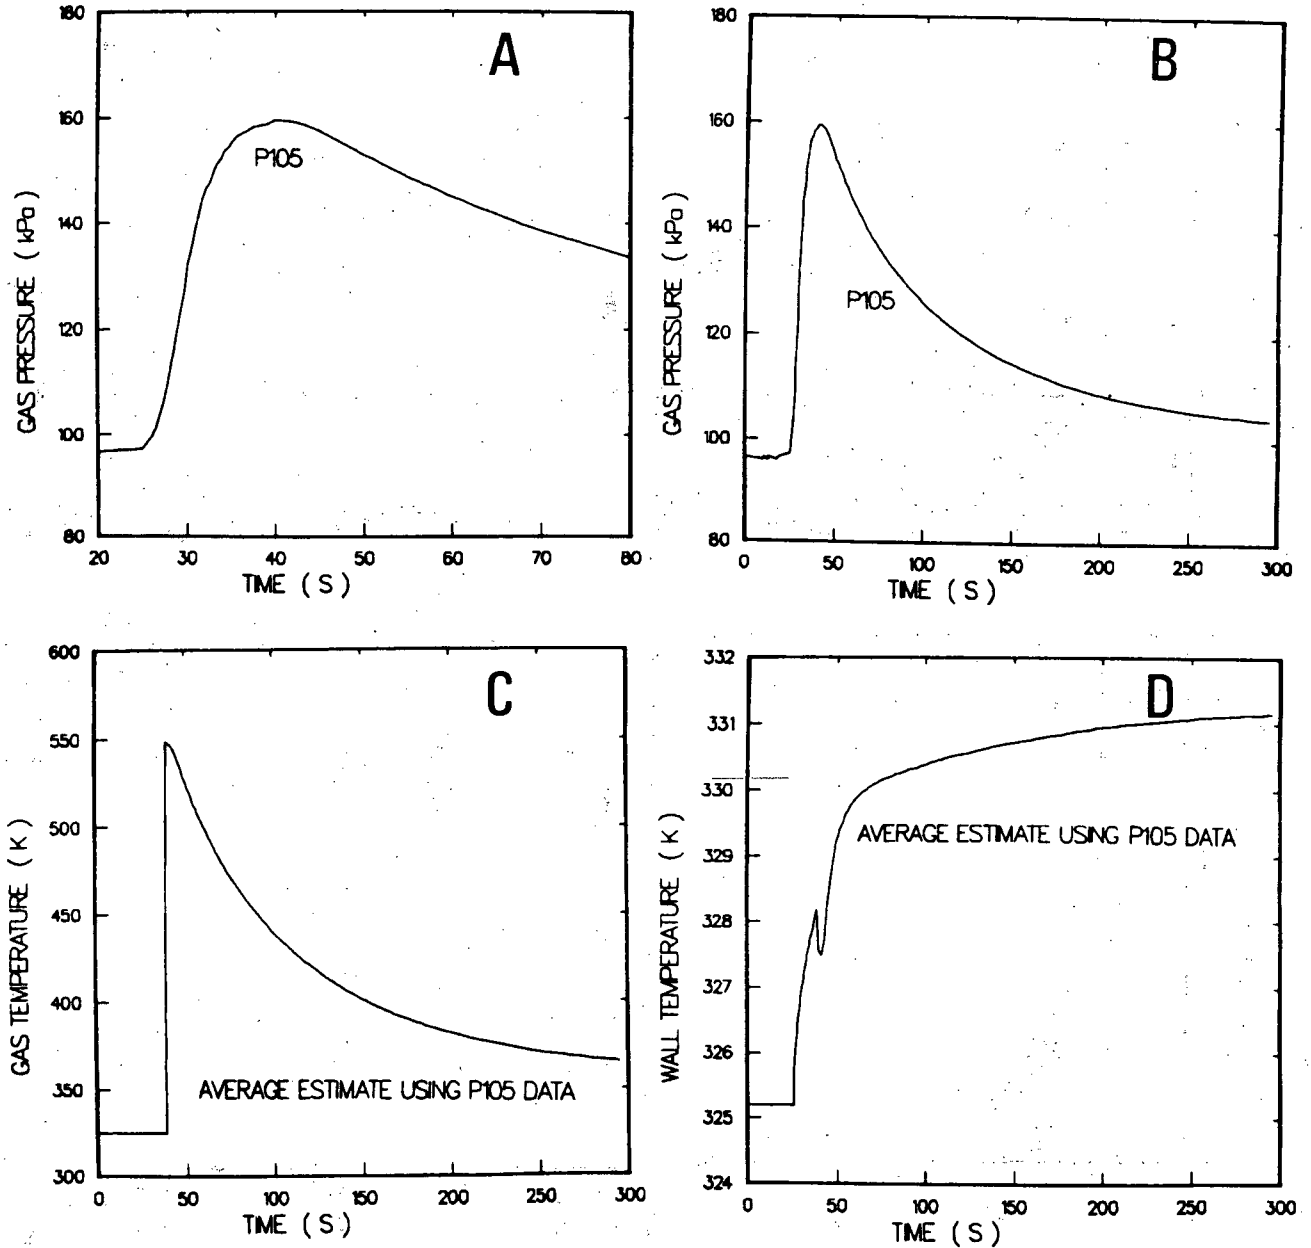 A
180
160
140
120
100
80
GAS PRESSURE ( kPa )
P105
20 30 40 50 60 70 80
TIME ( S )
B
180
160
140
120
100
80
GAS PRESSURE ( kPa )
P105
0 50 100 150 200 250 300
TIME ( S )
C
600
550
500
450
400
350
300
GAS TEMPERATURE ( K )
AVERAGE ESTIMATE USING P105 DATA
0 50 100 150 200 250 300
TIME ( S )
D
332
331
330
329
328
327
326
325
324
WALL TEMPERATURE ( K )
AVERAGE ESTIMATE USING P105 DATA
0 50 100 150 200 250 300
TIME ( S )